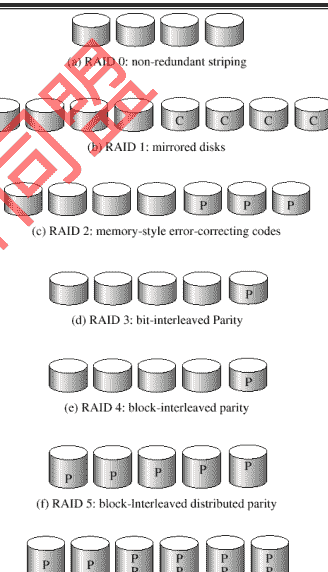 (a) RAID 0: non-redundant striping
C C C C
(b) RAID 1: mirrored disks
P P P
(c) RAID 2: memory-style error-correcting codes
P
(d) RAID 3: bit-interleaved Parity
P
(e) RAID 4: block-interleaved parity
P P P P P
(f) RAID 5: block-Interleaved distributed parity
P P P P P P